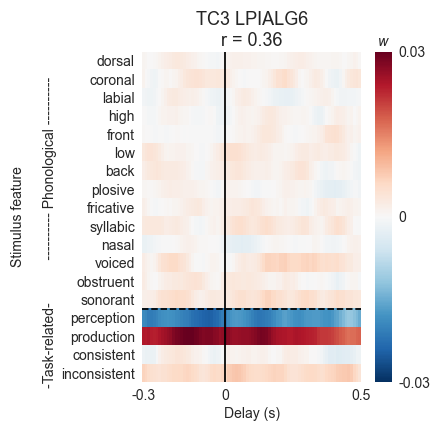 TC3 LPIALG6
r = 0.36
w
Stimulus feature
---------- Phonological ----------
-Task-related-
dorsal
coronal
labial
high
front
low
back
plosive
fricative
syllabic
nasal
voiced
obstruent
sonorant
perception
production
consistent
inconsistent
-0.3
0
0.5
Delay (s)
0.03
0
-0.03